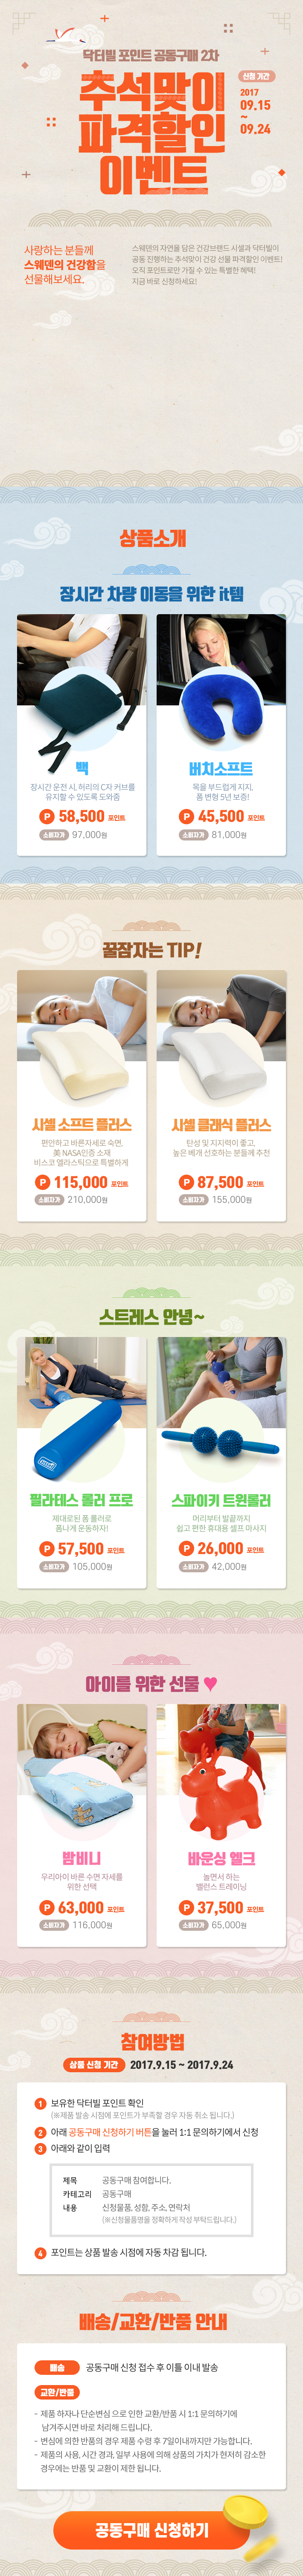 닥터빌 포인트 공동구매 2차
추석맞이
파격할인
이벤트
신청 기간
2017
09.15
~
09.24
사랑하는 분들께
스웨덴의 건강함을
선물해보세요.
스웨덴의 자연을 담은 건강브랜드 시셀과 닥터빌이
공동 진행하는 추석맞이 건강 선물 파격할인 이벤트!
오직 포인트로만 가질 수 있는 특별한 혜택!
지금 바로 신청하세요!
상품소개
장시간 차량 이동을 위한 it템
백
장시간 운전 시, 허리의 C자 커브를
유지할 수 있도록 도와줌
P 58,500 포인트
소비자가 97,000원
버치소프트
목을 부드럽게 지지,
폼 변형 5년 보증!
P 45,500 포인트
소비자가 81,000원
꿀잠자는 TIP!
시셀 소프트 플러스
편안하고 바른자세로 숙면.
美 NASA인증 소재
비스코 엘라스틱으로 특별하게
P 115,000 포인트
소비자가 210,000원
시셀 클래식 플러스
탄성 및 지지력이 좋고,
높은 베개 선호하는 분들께 추천
P 87,500 포인트
소비자가 155,000원
스트레스 안녕~
필라테스 롤러 프로
제대로된 폼 롤러로
폼나게 운동하자!
P 57,500 포인트
소비자가 105,000원
스파이키 트윈롤러
머리부터 발끝까지
쉽고 편한 휴대용 셀프 마사지
P 26,000 포인트
소비자가 42,000원
아이를 위한 선물
밤비니
우리아이 바른 수면 자세를
위한 선택
P 63,000 포인트
소비자가 116,000원
바운싱 엘크
놀면서 하는
밸런스 트레이닝
P 37,500 포인트
소비자가 65,000원
참여방법
상품 신청 기간 2017.9.15 ~ 2017.9.24
1 보유한 닥터빌 포인트 확인
(※제품 발송 시점에 포인트가 부족할 경우 자동 취소 됩니다.)
2 아래 공동구매 신청하기 버튼을 눌러 1:1 문의하기에서 신청
3 아래와 같이 입력
제목 공동구매 참여합니다.
카테고리 공동구매
내용 신청물품, 성함, 주소, 연락처
(※신청물품명을 정확하게 작성 부탁드립니다.)
4 포인트는 상품 발송 시점에 자동 차감 됩니다.
배송/교환/반품 안내
배송 공동구매 신청 접수 후 이틀 이내 발송
교환/반품
- 제품 하자나 단순변심 으로 인한 교환/반품 시 1:1 문의하기에
남겨주시면 바로 처리해 드립니다.
- 변심에 의한 반품의 경우 제품 수령 후 7일이내까지만 가능합니다.
- 제품의 사용, 시간 경과, 일부 사용에 의해 상품의 가치가 현저히 감소한
경우에는 반품 및 교환이 제한 됩니다.
공동구매 신청하기